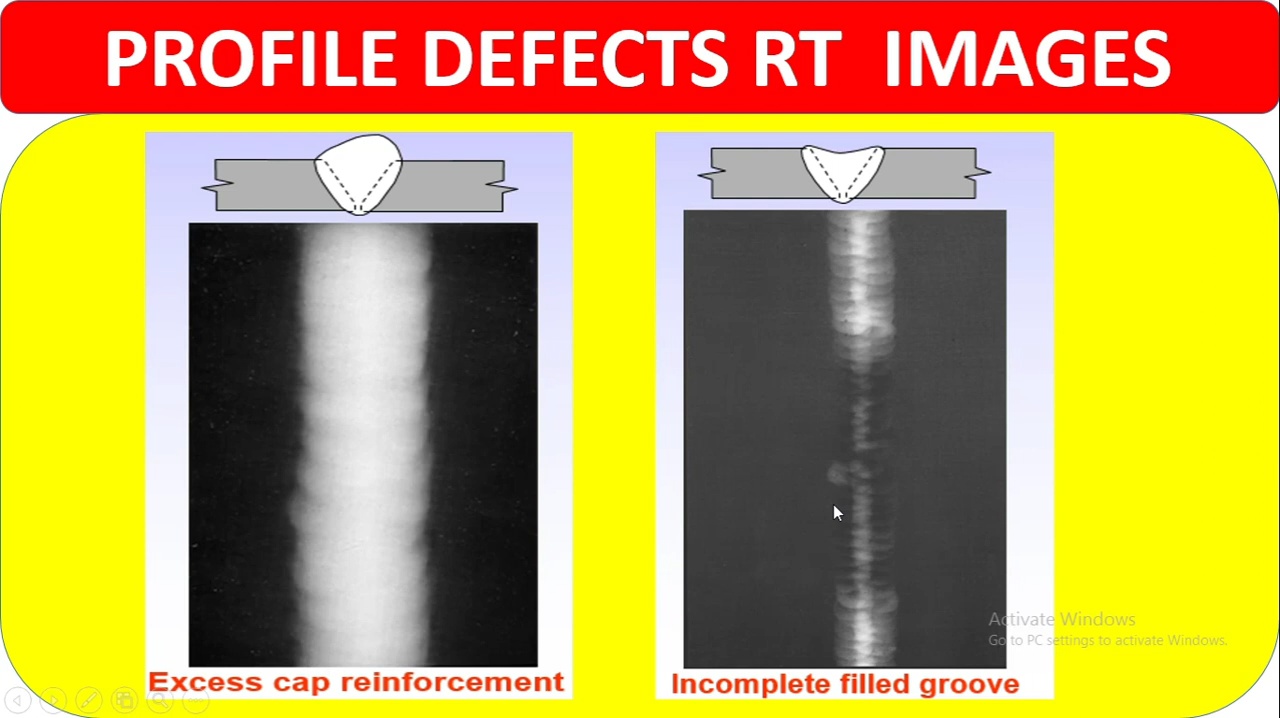 PROFILE DEFECTS RT IMAGES
Excess cap reinforcement
Incomplete filled groove
Activate Windows
Go to PC settings to activate Windows.